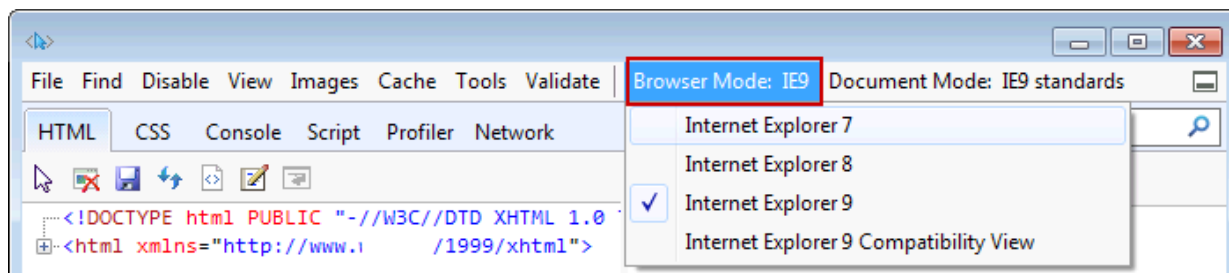 File Find Disable View Images Cache Tools Validate Browser Mode: IE9 Document Mode: IE9 standards
HTML CSS Console Script Profiler Network
Internet Explorer 7
Internet Explorer 8
Internet Explorer 9
Internet Explorer 9 Compatibility View
<!DOCTYPE html PUBLIC "-//W3C//DTD XHTML 1.0
<html xmlns="http://www. /1999/xhtml">